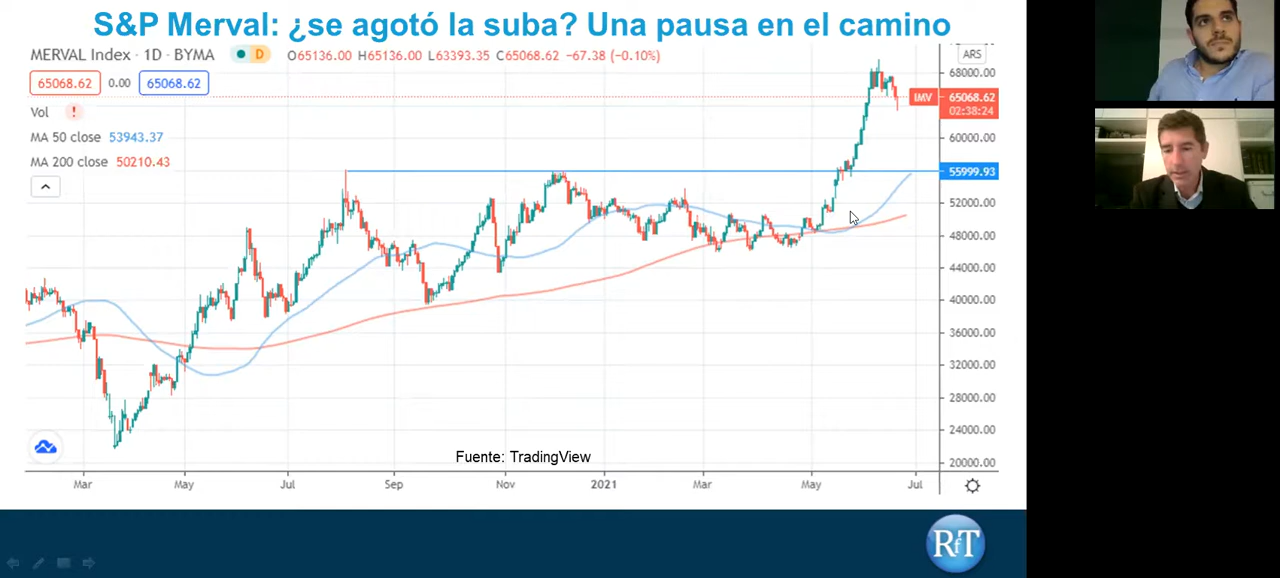 S&P Merval: ¿se agotó la suba? Una pausa en el camino
MERVAL Index · 1D · BYMA D O65136.00 H65136.00 L63393.35 C65068.62 −67.38 (−0.10%)
ARS
65068.62 0.00 65068.62
Vol !
MA 50 close 53943.37
MA 200 close 50210.43
68000.00
IMV 65068.62
02:38:24
60000.00
55999.93
52000.00
48000.00
44000.00
40000.00
36000.00
32000.00
28000.00
24000.00
20000.00
Fuente: TradingView
Mar May Jul Sep Nov 2021 Mar May Jul
RfT